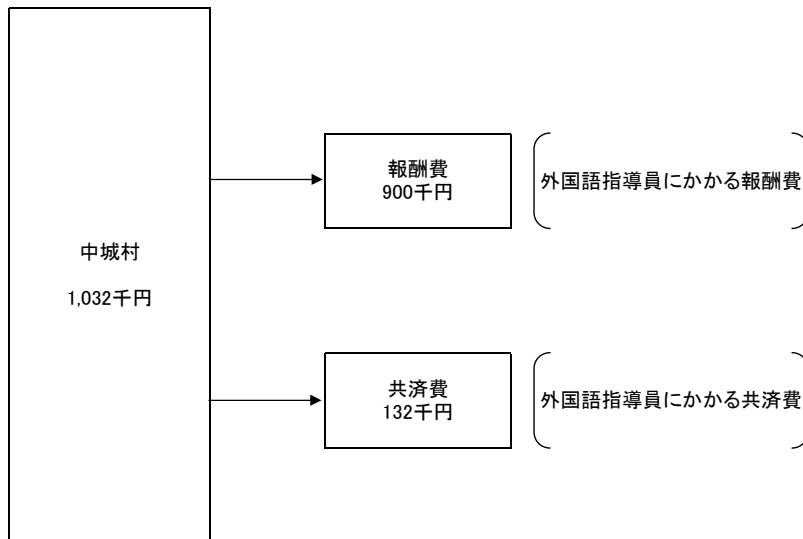 報酬費
900千円
外国語指導員にかかる報酬費
中城村
1,032千円
共済費
132千円
外国語指導員にかかる共済費